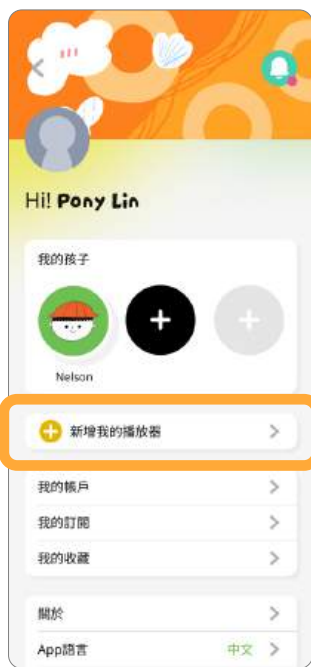 Hi! Pony Lin
我的孩子
Nelson
新增我的播放器
我的帳戶
我的訂閱
我的收藏
關於
App語言 中文